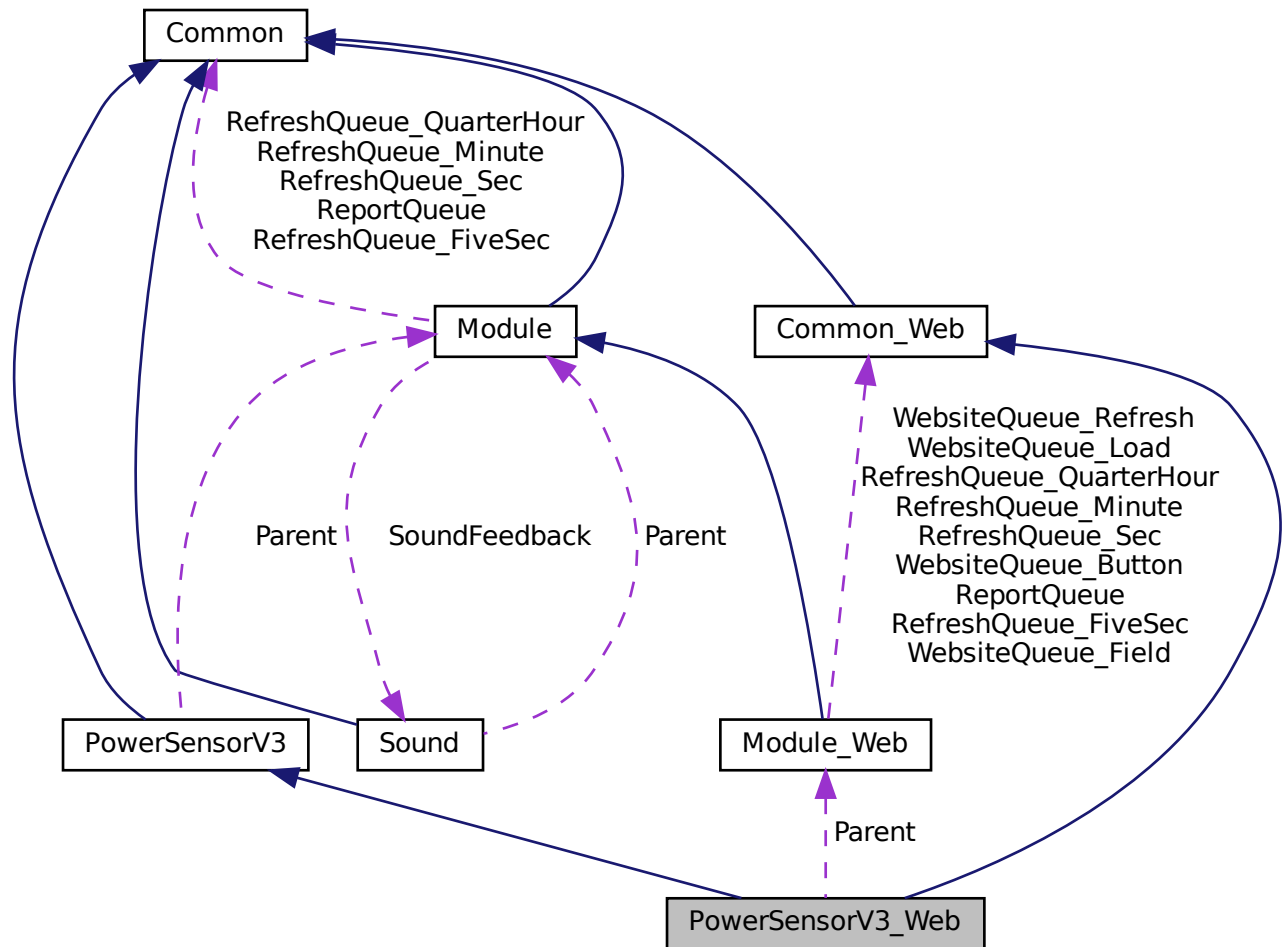 Common
RefreshQueue_QuarterHour
RefreshQueue_Minute
RefreshQueue_Sec
ReportQueue
RefreshQueue_FiveSec
Module
Common_Web
WebsiteQueue_Refresh
WebsiteQueue_Load
RefreshQueue_QuarterHour
RefreshQueue_Minute
RefreshQueue_Sec
WebsiteQueue_Button
ReportQueue
RefreshQueue_FiveSec
WebsiteQueue_Field
Parent
SoundFeedback
Parent
PowerSensorV3
Sound
Module_Web
Parent
PowerSensorV3_Web